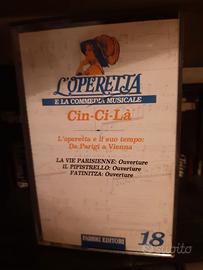 L'OPERETTA
E LA COMMEDIA MUSICALE
Cin-Ci-Là
L'operetta e il suo tempo:
Da Parigi a Vienna
LA VIE PARISIENNE: Ouverture
IL PIPISTRELLO: Ouverture
FATINITZA: Ouverture
FABBRI EDITORI
18
subito